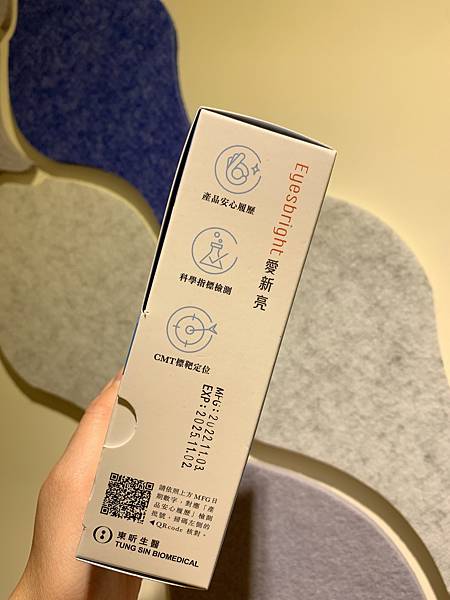 Eyesbright 愛新亮
產品安心履歷
科學指標檢測
CMT標靶定位
MFG:2022.11.03
EXP:2025.11.02
請依照上方MFG日
期數字，對應「產
品安心履歷」檢測
批號。掃碼左側的
◀QRcode 核對。
東昕生醫
TUNG SIN BIOMEDICAL